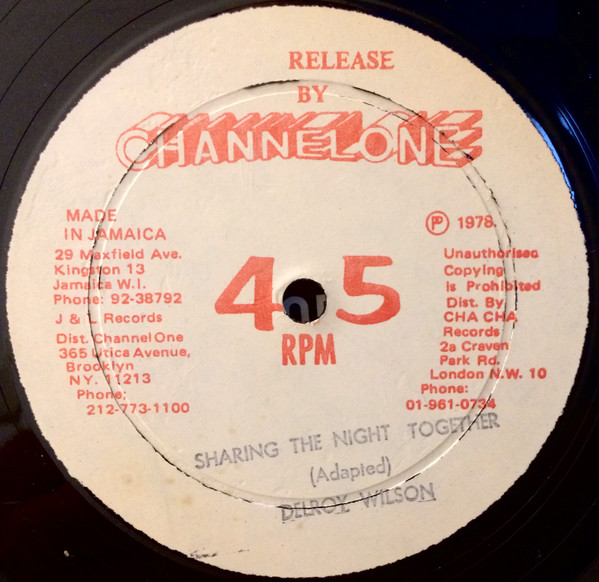 RELEASE
BY
CHANNEL ONE
MADE
IN JAMAICA
29 Maxfield Ave.
Kingston 13
Jamaica W.I.
Phone: 92-38792
J & L Records
Dist. Channel One
365 Utica Avenue,
Brooklyn
NY. 11213
Phone;
212-773-1100
45
RPM
Ⓟ 1978.
Unauthorised
Copying
is Prohibited
Dist. By
CHA CHA
Records
2a Craven
Park Rd.
London N.W. 10
Phone:
01-961-0734
SHARING THE NIGHT TOGETHER
(Adapted)
DELROY WILSON